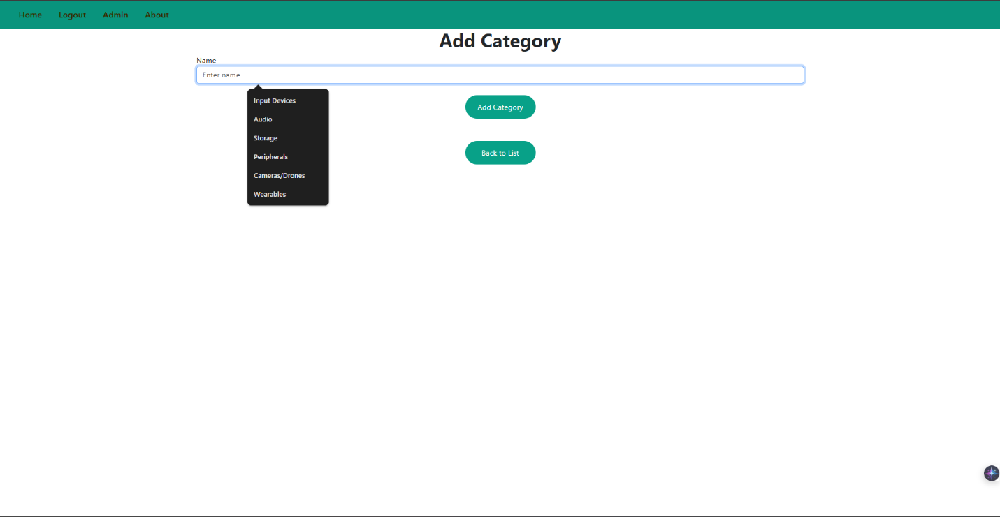 Home Logout Admin About
Add Category
Name
Enter name
Input Devices
Audio
Storage
Peripherals
Cameras/Drones
Wearables
Add Category
Back to List